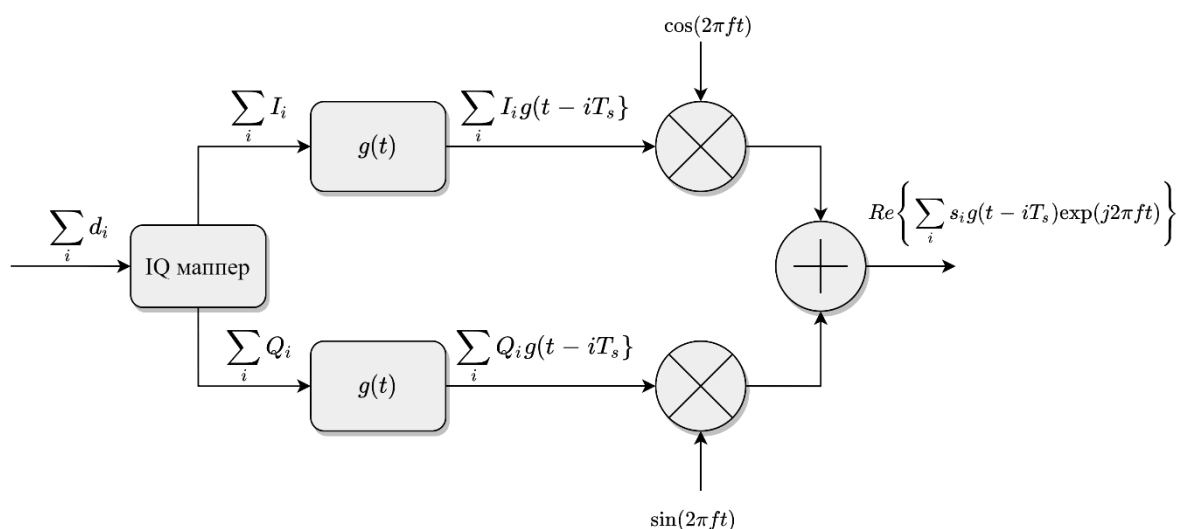 cos(2πft)
∑_i I_i
∑_i I_i g(t − iT_s}
g(t)
∑_i d_i
IQ маппер
Re{∑_i s_i g(t − iT_s)exp(j2πft)}
∑_i Q_i
∑_i Q_i g(t − iT_s}
g(t)
sin(2πft)